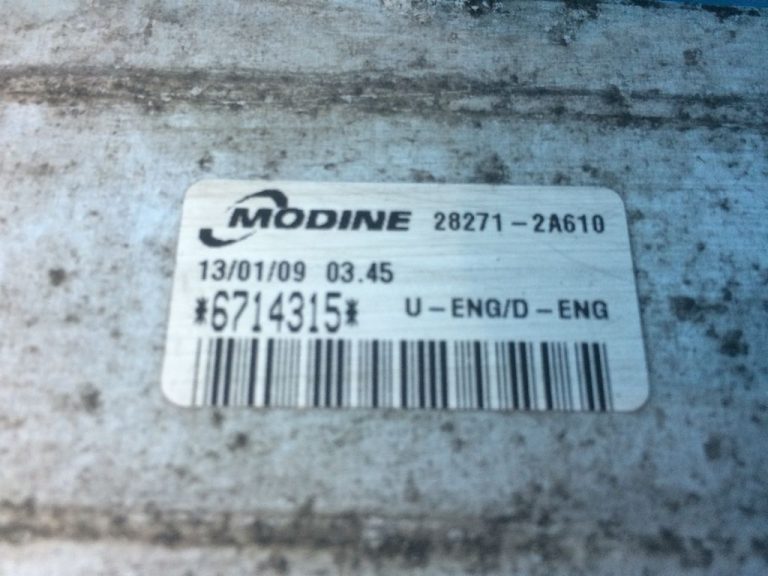 MODINE 28271-2A610
13/01/09 03.45
*6714315* U-ENG/D-ENG